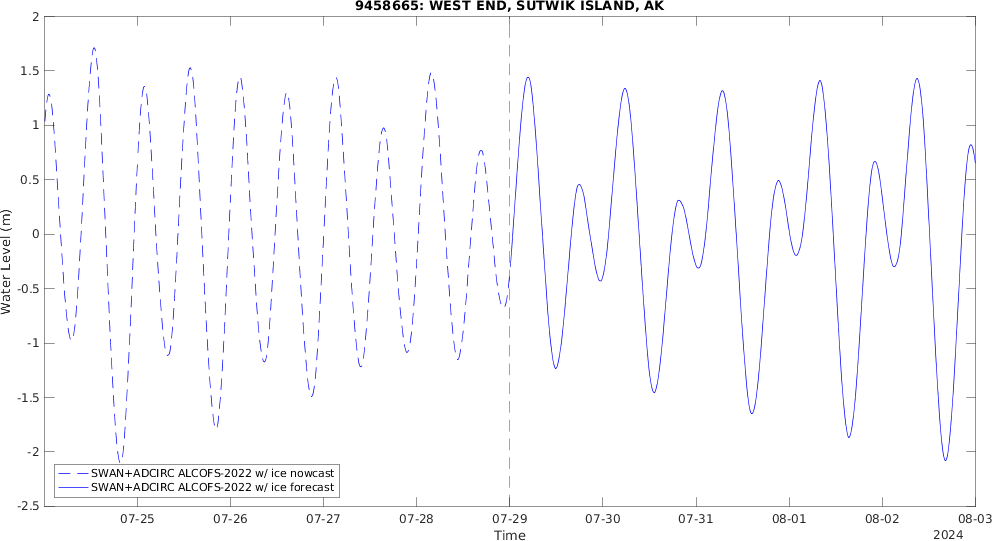 9458665: WEST END, SUTWIK ISLAND, AK
2
1.5
1
0.5
0
-0.5
-1
-1.5
-2
-2.5
Water Level (m)
SWAN+ADCIRC ALCOFS-2022 w/ ice nowcast
SWAN+ADCIRC ALCOFS-2022 w/ ice forecast
07-25 07-26 07-27 07-28 07-29 07-30 07-31 08-01 08-02 08-03
Time
2024